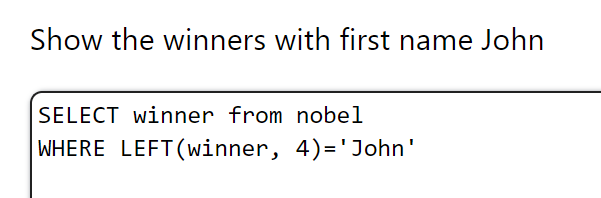 Show the winners with first name John
SELECT winner from nobel
WHERE LEFT(winner, 4)='John'